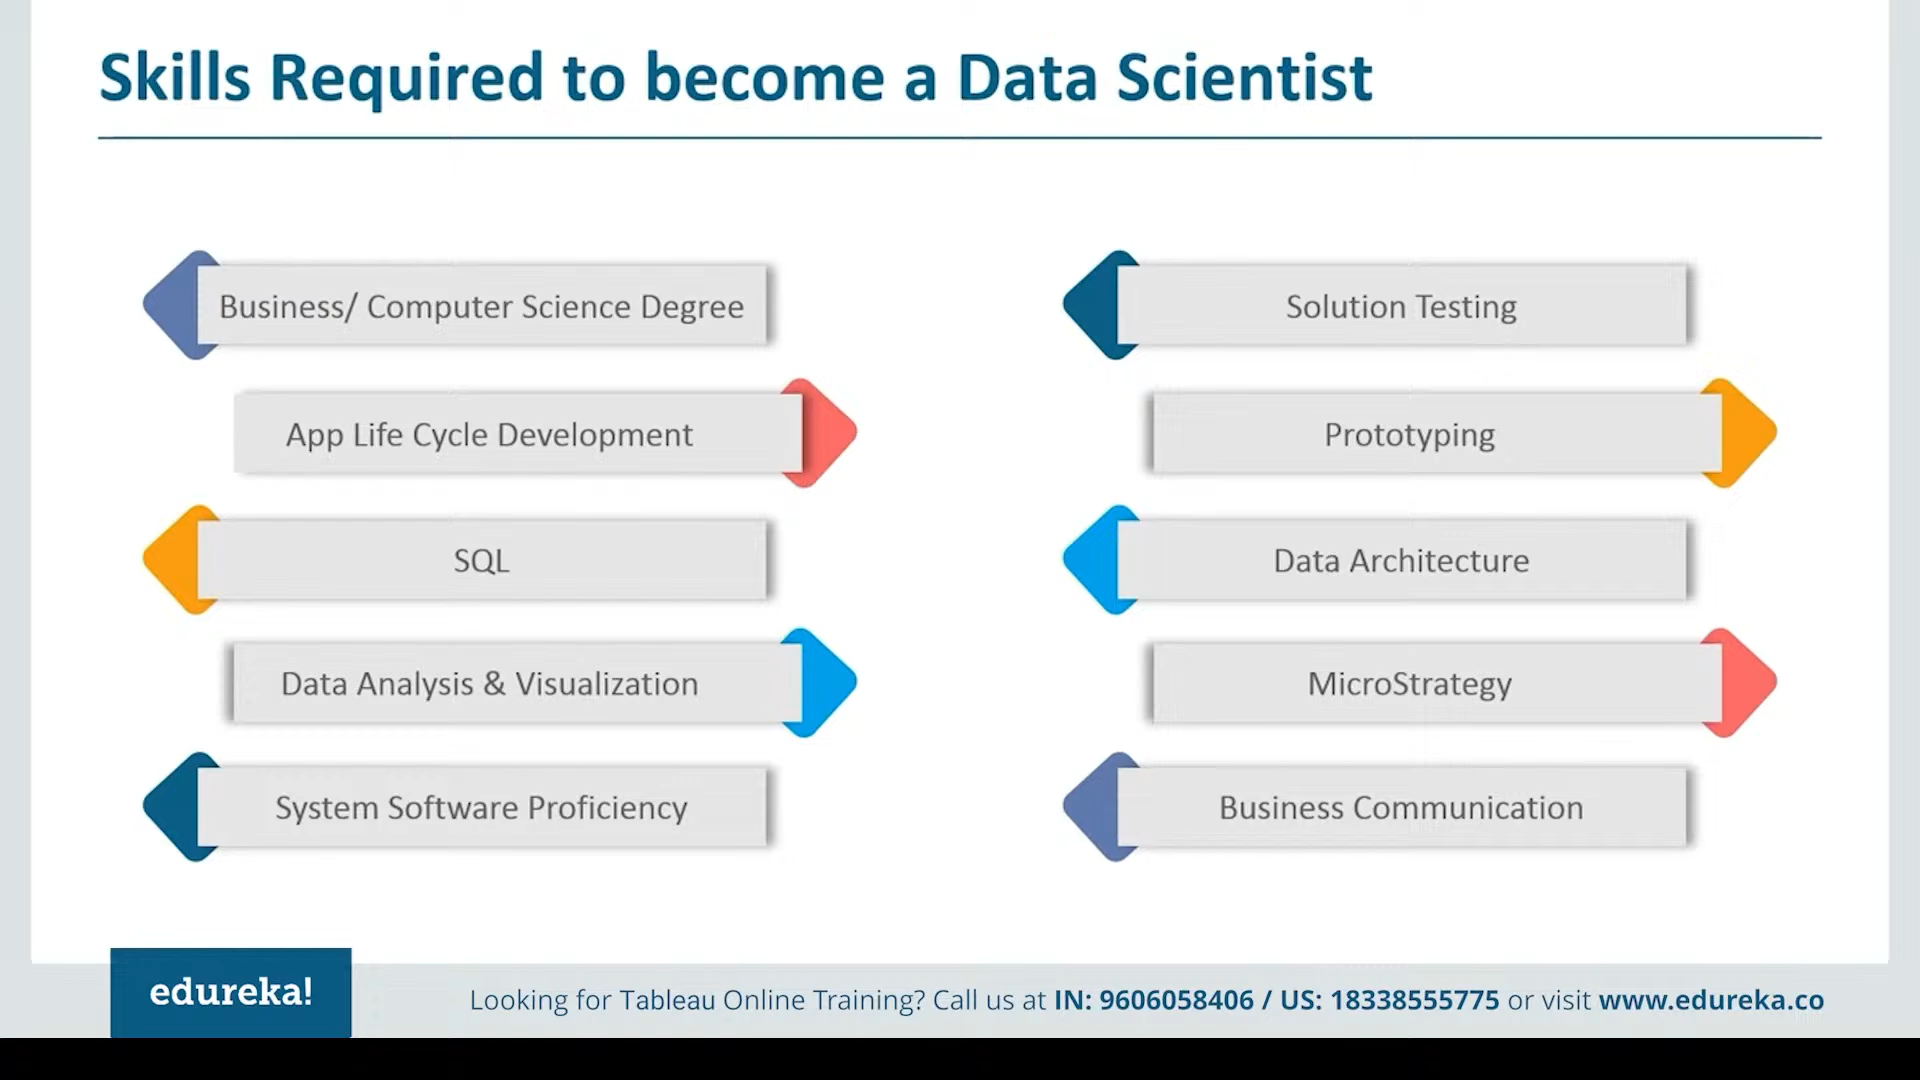 Skills Required to become a Data Scientist
Business/ Computer Science Degree
App Life Cycle Development
SQL
Data Analysis & Visualization
System Software Proficiency
Solution Testing
Prototyping
Data Architecture
MicroStrategy
Business Communication
edureka!
Looking for Tableau Online Training? Call us at IN: 9606058406 / US: 18338555775 or visit www.edureka.co